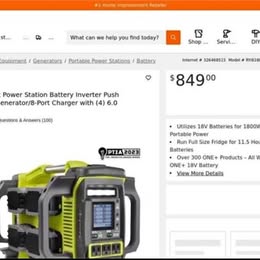 #1 Home Improvement Retailer
st...
What can we help you find today?
Shop ...
Servi...
DIY
Equipment / Generators / Portable Power Stations / Battery
Internet #
Model #
Power Station Battery Inverter Push
Generator/8-Port Charger with (4) 6.0
Questions & Answers (100)
$849.00
Utilizes 18V Batteries for 1800W
Portable Power
Run Full Size Fridge for 11.5 Hou
Batteries
Over 300 ONE+ Products – All W
ONE+ 18V Battery
View More Details